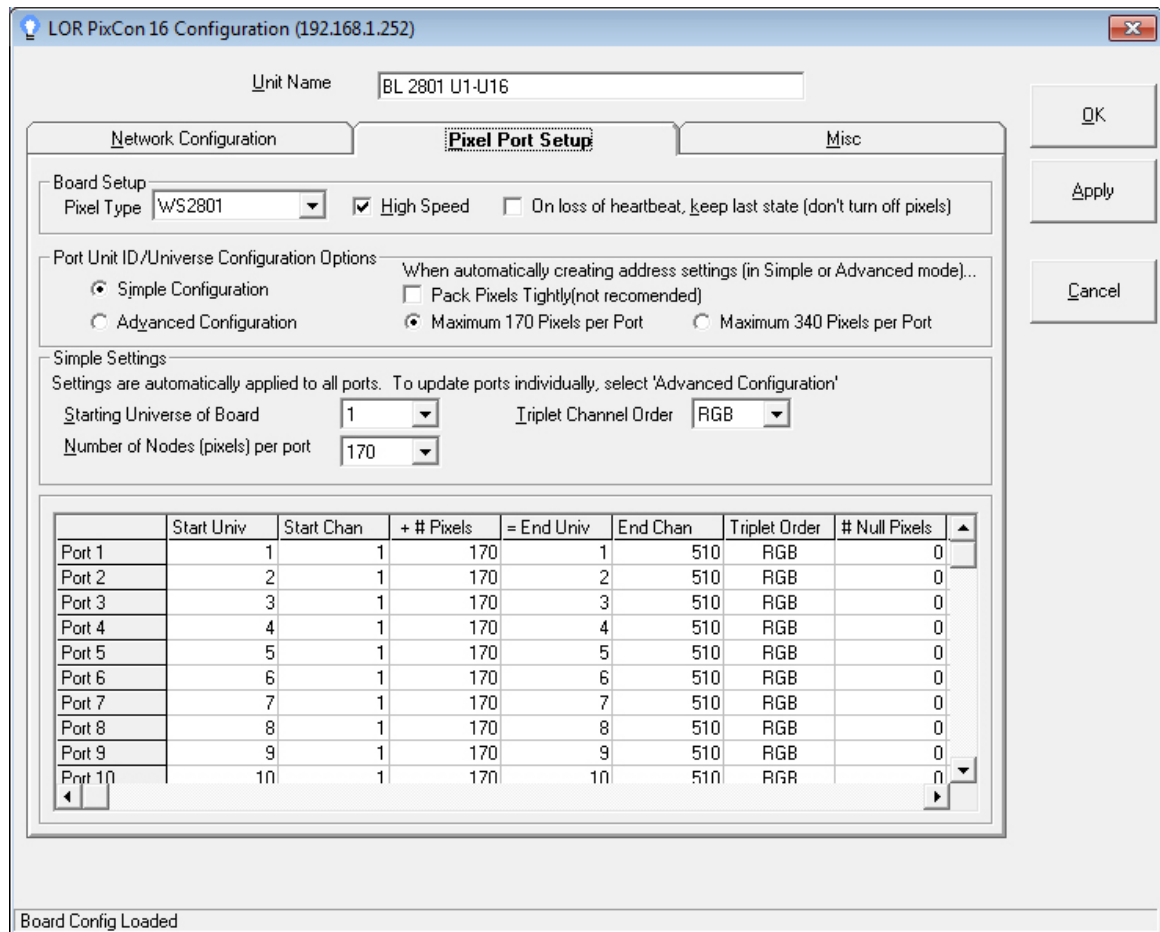 LOR PixCon 16 Configuration (192.168.1.252)
Unit Name BL 2801 U1-U16
OK
Network Configuration Pixel Port Setup Misc
Apply
Board Setup
Pixel Type WS2801 High Speed On loss of heartbeat, keep last state (don't turn off pixels)
Cancel
Port Unit ID/Universe Configuration Options
When automatically creating address settings (in Simple or Advanced mode)...
Simple Configuration Pack Pixels Tightly(not recomended)
Advanced Configuration Maximum 170 Pixels per Port Maximum 340 Pixels per Port
Simple Settings
Settings are automatically applied to all ports. To update ports individually, select 'Advanced Configuration'
Starting Universe of Board 1 Triplet Channel Order RGB
Number of Nodes (pixels) per port 170
Start Univ Start Chan + # Pixels = End Univ End Chan Triplet Order # Null Pixels
Port 1 1 1 170 1 510 RGB 0
Port 2 2 1 170 2 510 RGB 0
Port 3 3 1 170 3 510 RGB 0
Port 4 4 1 170 4 510 RGB 0
Port 5 5 1 170 5 510 RGB 0
Port 6 6 1 170 6 510 RGB 0
Port 7 7 1 170 7 510 RGB 0
Port 8 8 1 170 8 510 RGB 0
Port 9 9 1 170 9 510 RGB 0
Port 10 10 1 170 10 510 RGB 0
Board Config Loaded